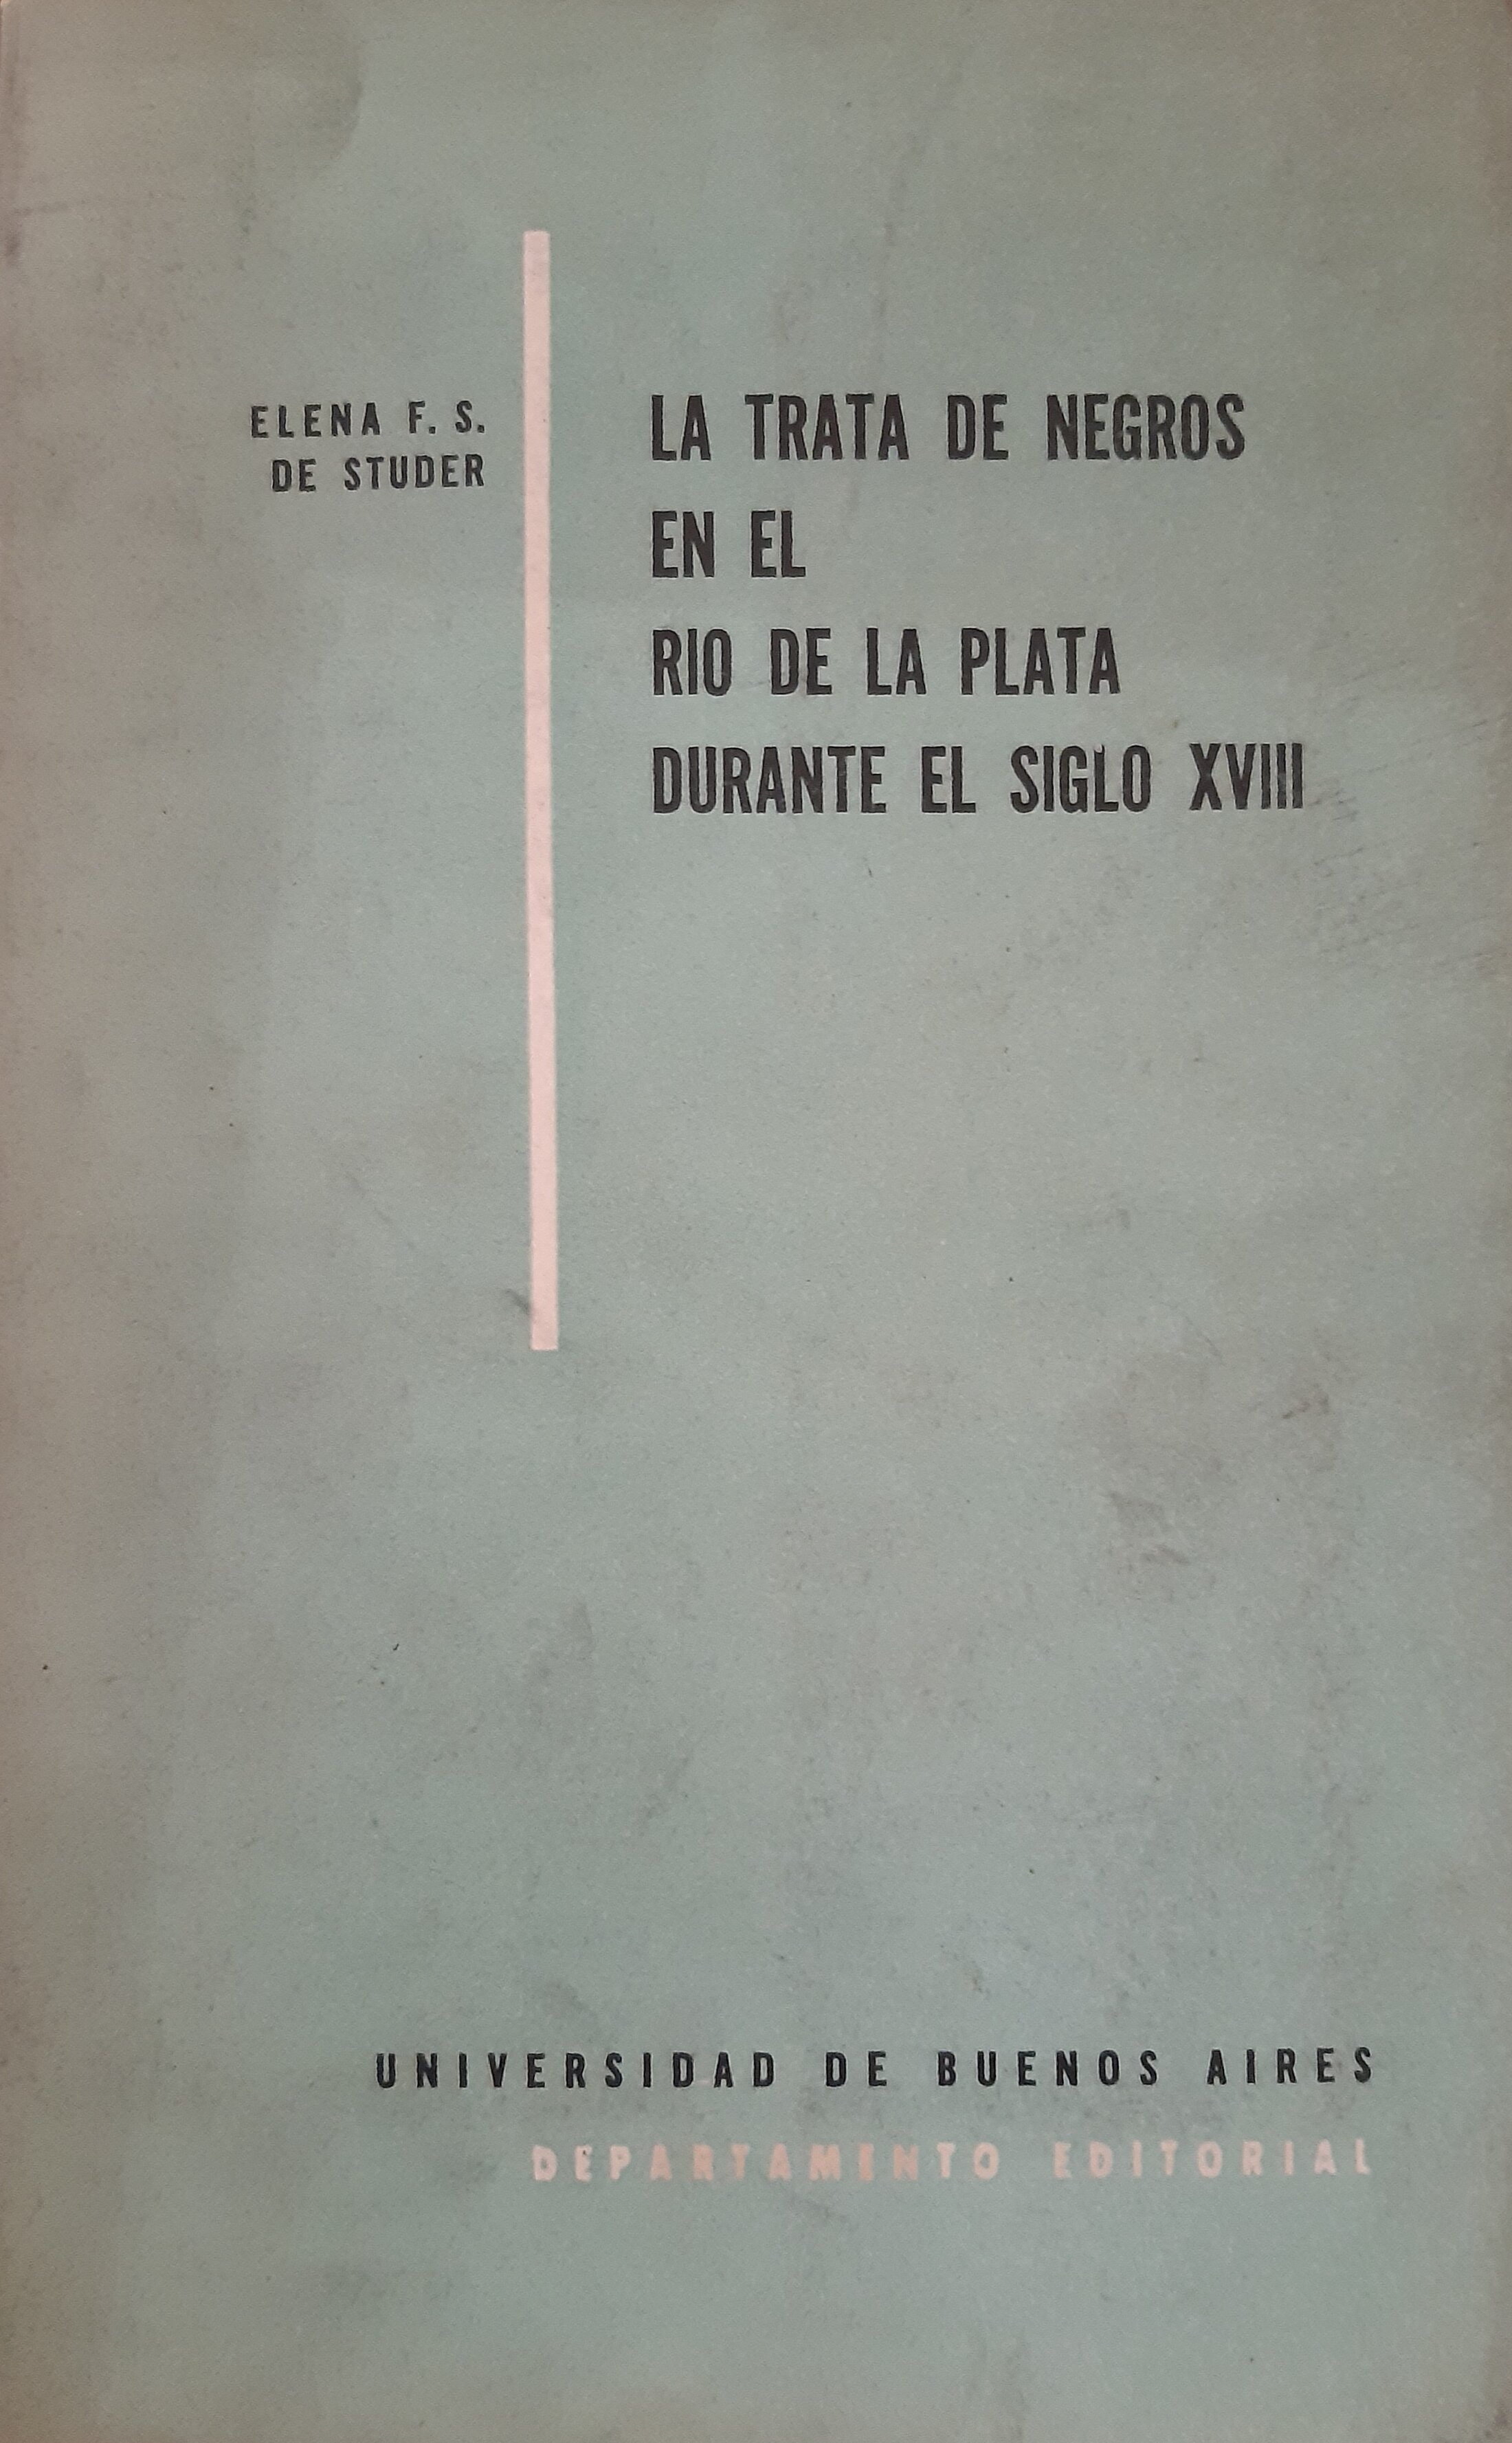 ELENA F. S.
DE STUDER
LA TRATA DE NEGROS
EN EL
RIO DE LA PLATA
DURANTE EL SIGLO XVIII
UNIVERSIDAD DE BUENOS AIRES
DEPARTAMENTO EDITORIAL